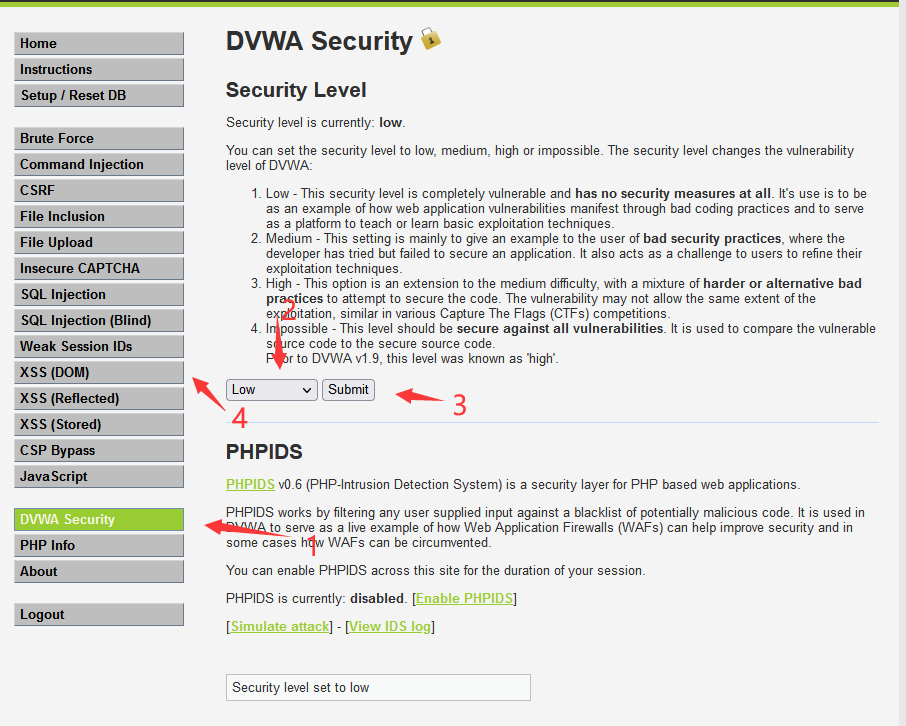 Home
Instructions
Setup / Reset DB
Brute Force
Command Injection
CSRF
File Inclusion
File Upload
Insecure CAPTCHA
SQL Injection
SQL Injection (Blind)
Weak Session IDs
XSS (DOM)
XSS (Reflected)
XSS (Stored)
CSP Bypass
JavaScript
DVWA Security
PHP Info
About
Logout
DVWA Security
Security Level
Security level is currently: low.
You can set the security level to low, medium, high or impossible. The security level changes the vulnerability
level of DVWA:
1. Low - This security level is completely vulnerable and has no security measures at all. It's use is to be
as an example of how web application vulnerabilities manifest through bad coding practices and to serve
as a platform to teach or learn basic exploitation techniques.
2. Medium - This setting is mainly to give an example to the user of bad security practices, where the
developer has tried but failed to secure an application. It also acts as a challenge to users to refine their
exploitation techniques.
3. High - This option is an extension to the medium difficulty, with a mixture of harder or alternative bad
practices to attempt to secure the code. The vulnerability may not allow the same extent of the
exploitation, similar in various Capture The Flags (CTFs) competitions.
4. Impossible - This level should be secure against all vulnerabilities. It is used to compare the vulnerable
source code to the secure source code.
Prior to DVWA v1.9, this level was known as 'high'.
2
Low Submit
3
4
PHPIDS
PHPIDS v0.6 (PHP-Intrusion Detection System) is a security layer for PHP based web applications.
PHPIDS works by filtering any user supplied input against a blacklist of potentially malicious code. It is used in
DVWA to serve as a live example of how Web Application Firewalls (WAFs) can help improve security and in
some cases how WAFs can be circumvented.
1
You can enable PHPIDS across this site for the duration of your session.
PHPIDS is currently: disabled. [Enable PHPIDS]
[Simulate attack] - [View IDS log]
Security level set to low